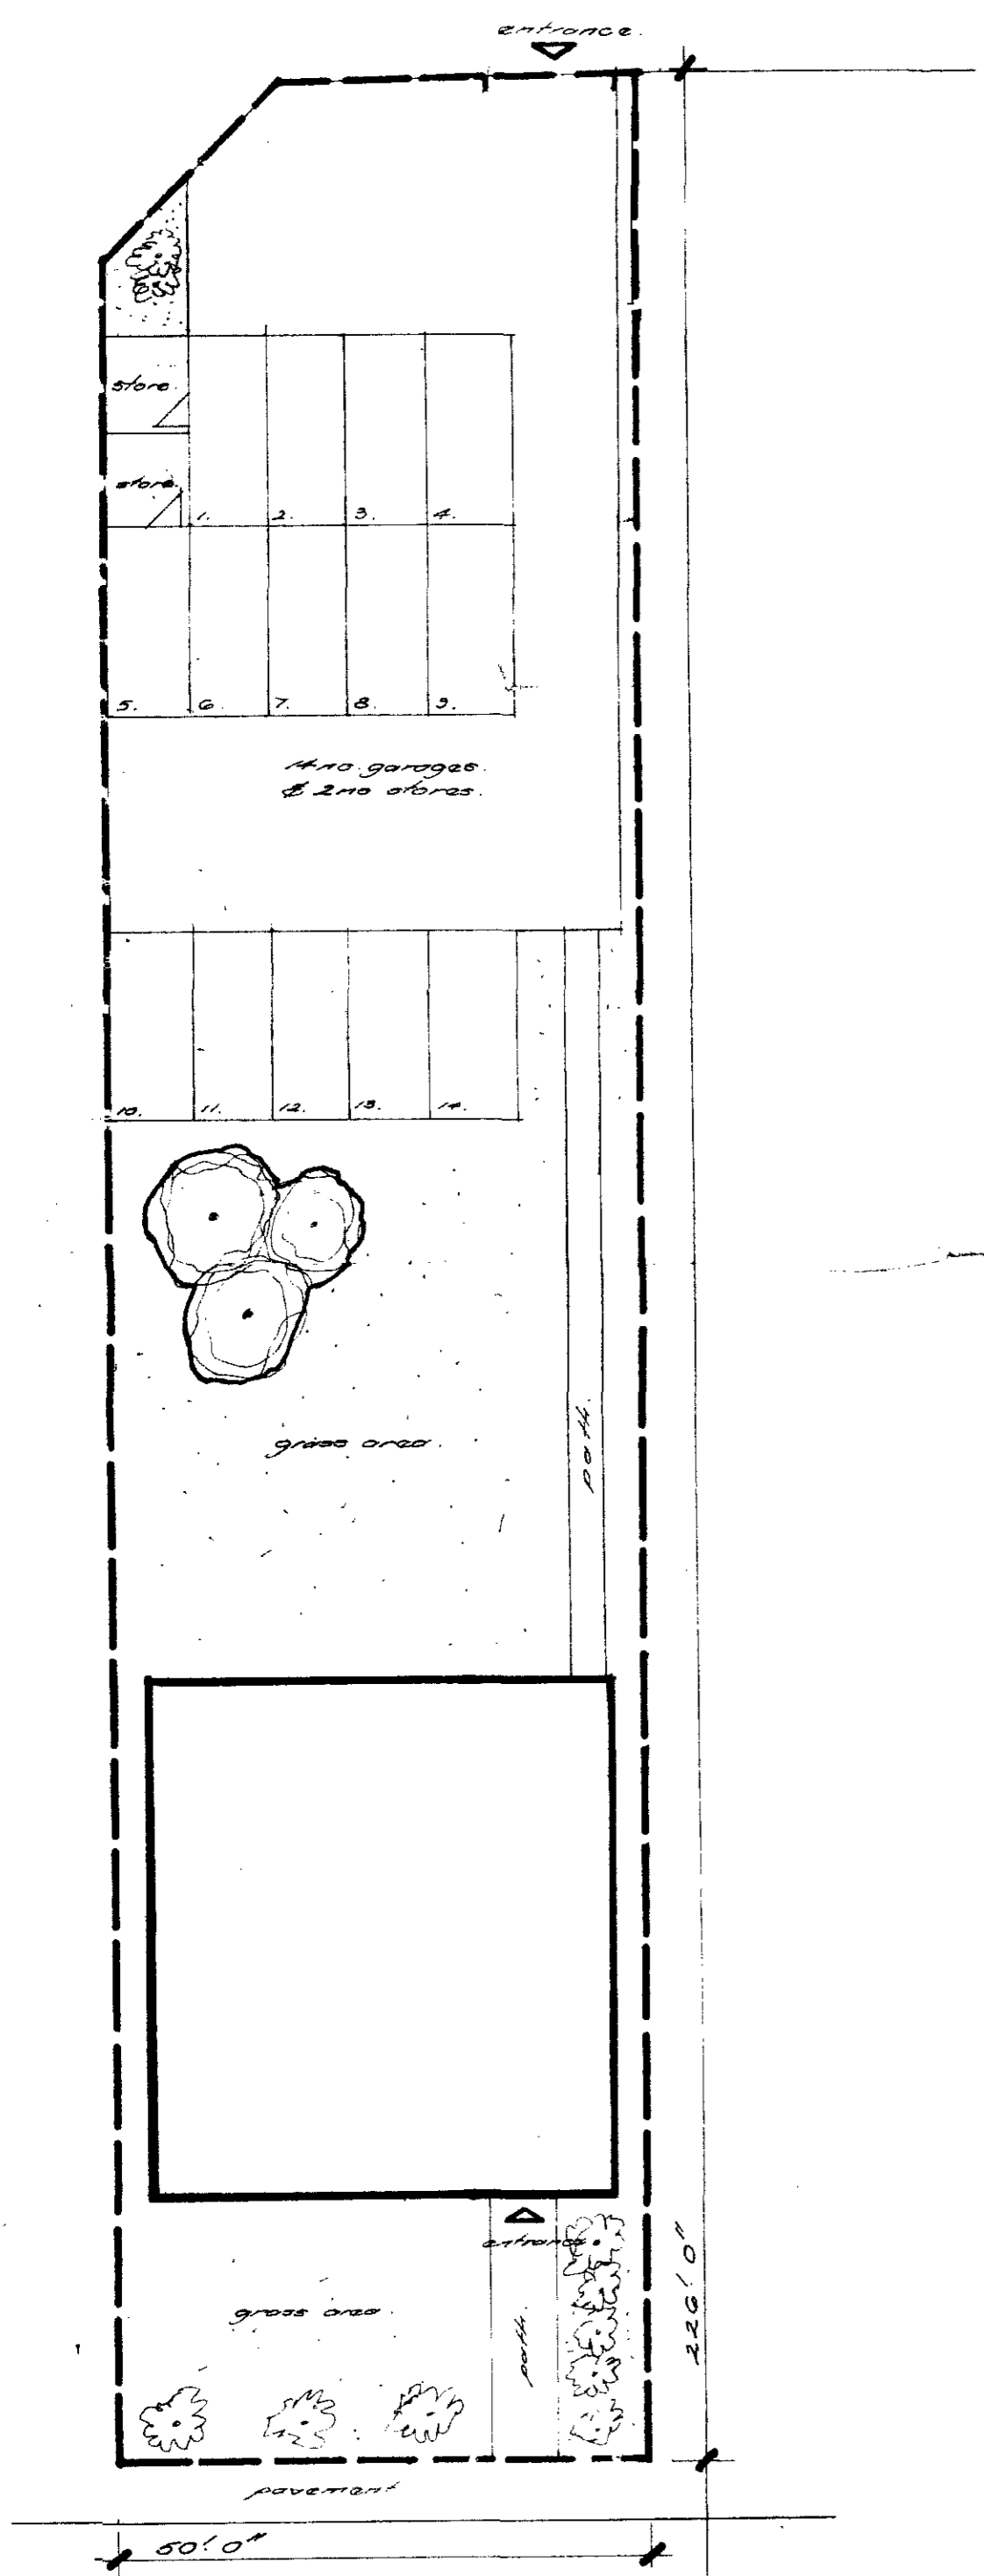 entrance.
store.
store.
1. 2. 3. 4.
5. 6. 7. 8. 9.
14 no. garages.
& 2 no stores.
10. 11. 12. 13. 14.
grass area.
path.
entrance
grass area.
path.
226'.0"
pavement
50'.0"